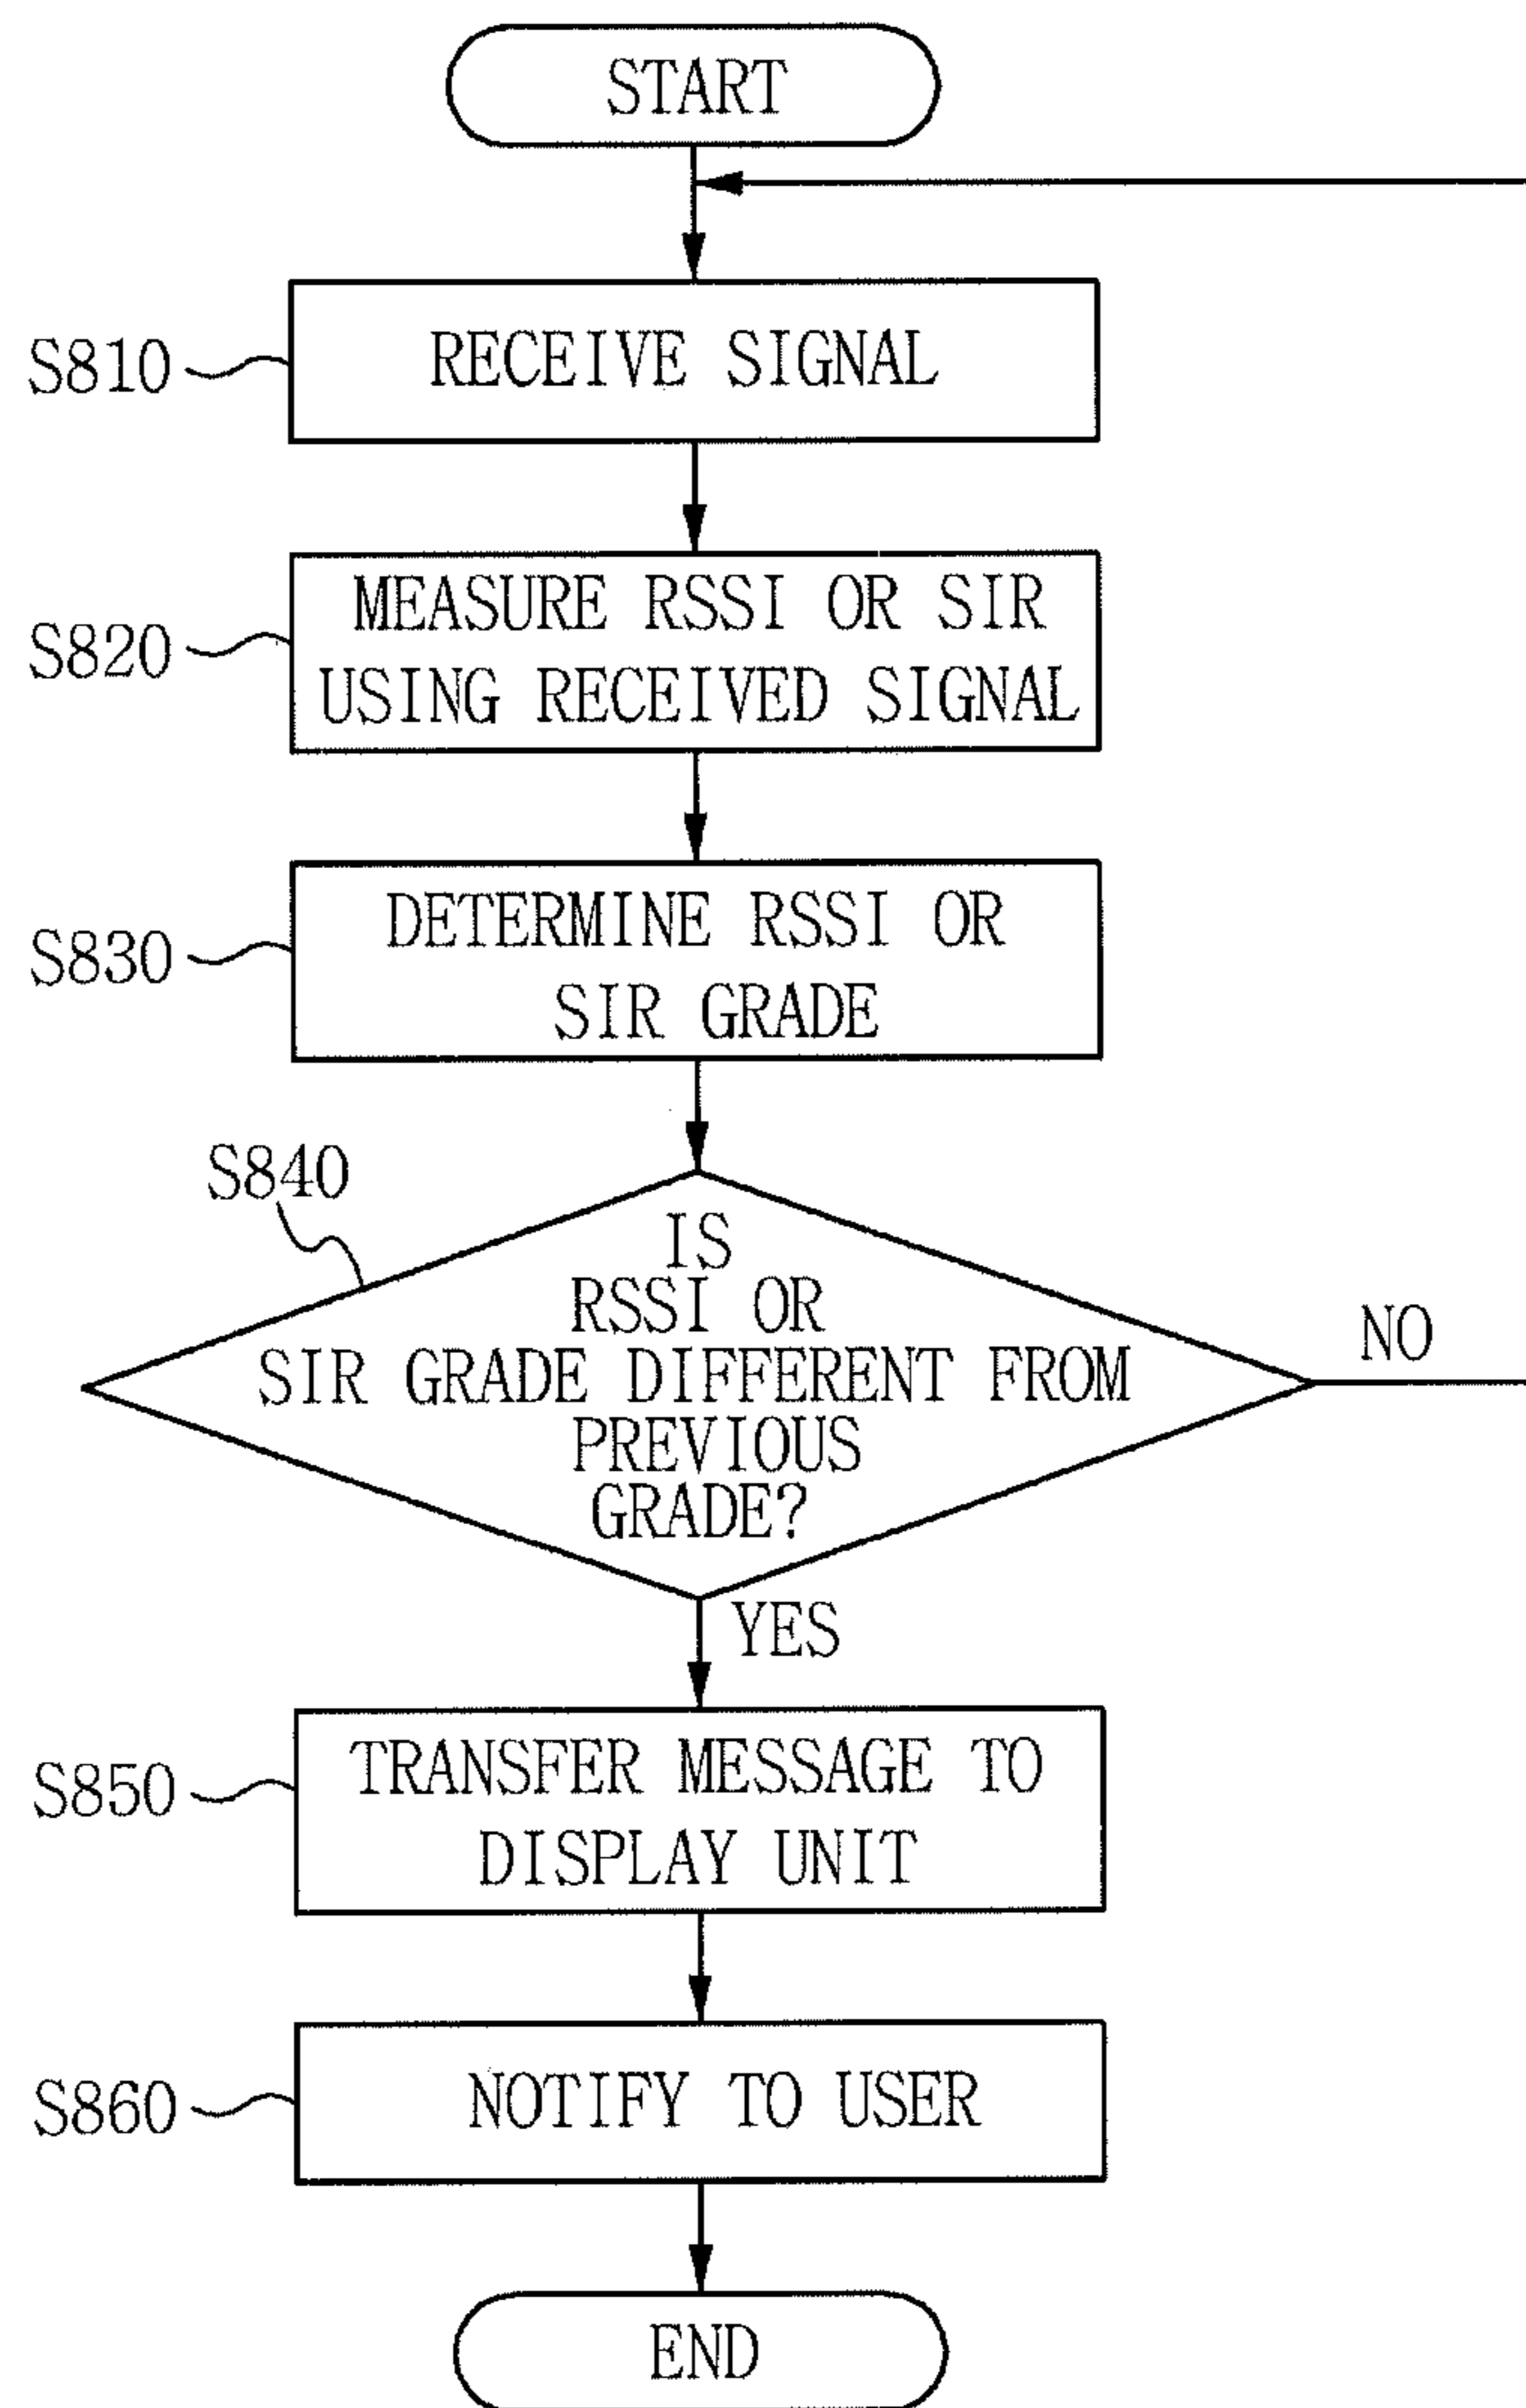 START
S810
RECEIVE SIGNAL
S820
MEASURE RSSI OR SIR
USING RECEIVED SIGNAL
S830
DETERMINE RSSI OR
SIR GRADE
S840
IS
RSSI OR
SIR GRADE DIFFERENT FROM
PREVIOUS
GRADE?
NO
YES
S850
TRANSFER MESSAGE TO
DISPLAY UNIT
S860
NOTIFY TO USER
END